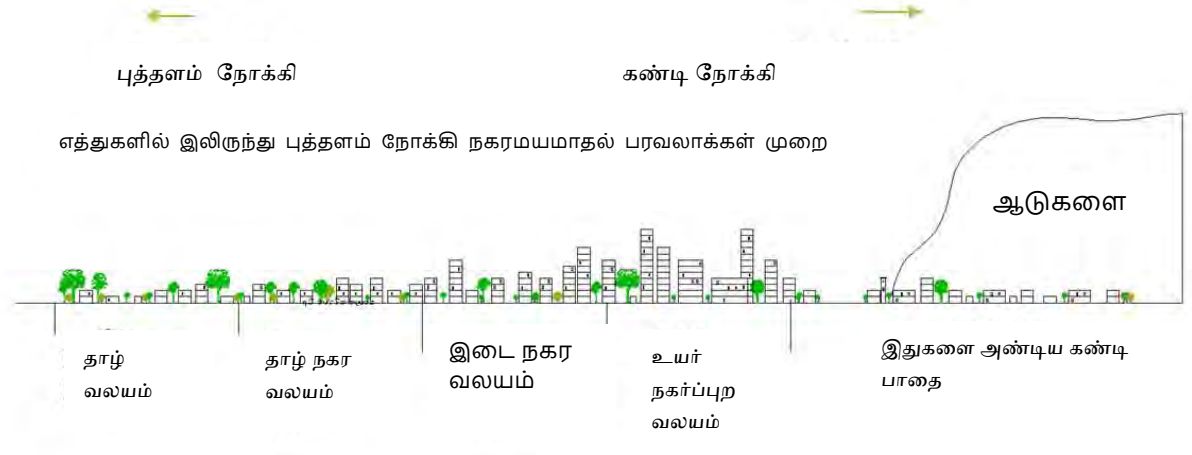 புத்தளம் நோக்கி
கண்டி நோக்கி
எத்துகளில் இலிருந்து புத்தளம் நோக்கி நகரமயமாதல் பரவலாக்கள் முறை
ஆடுகளை
தாழ்
வலயம்
தாழ் நகர
வலயம்
இடை நகர
வலயம்
உயர்
நகர்ப்புற
வலயம்
இதுகளை அண்டிய கண்டி
பாதை